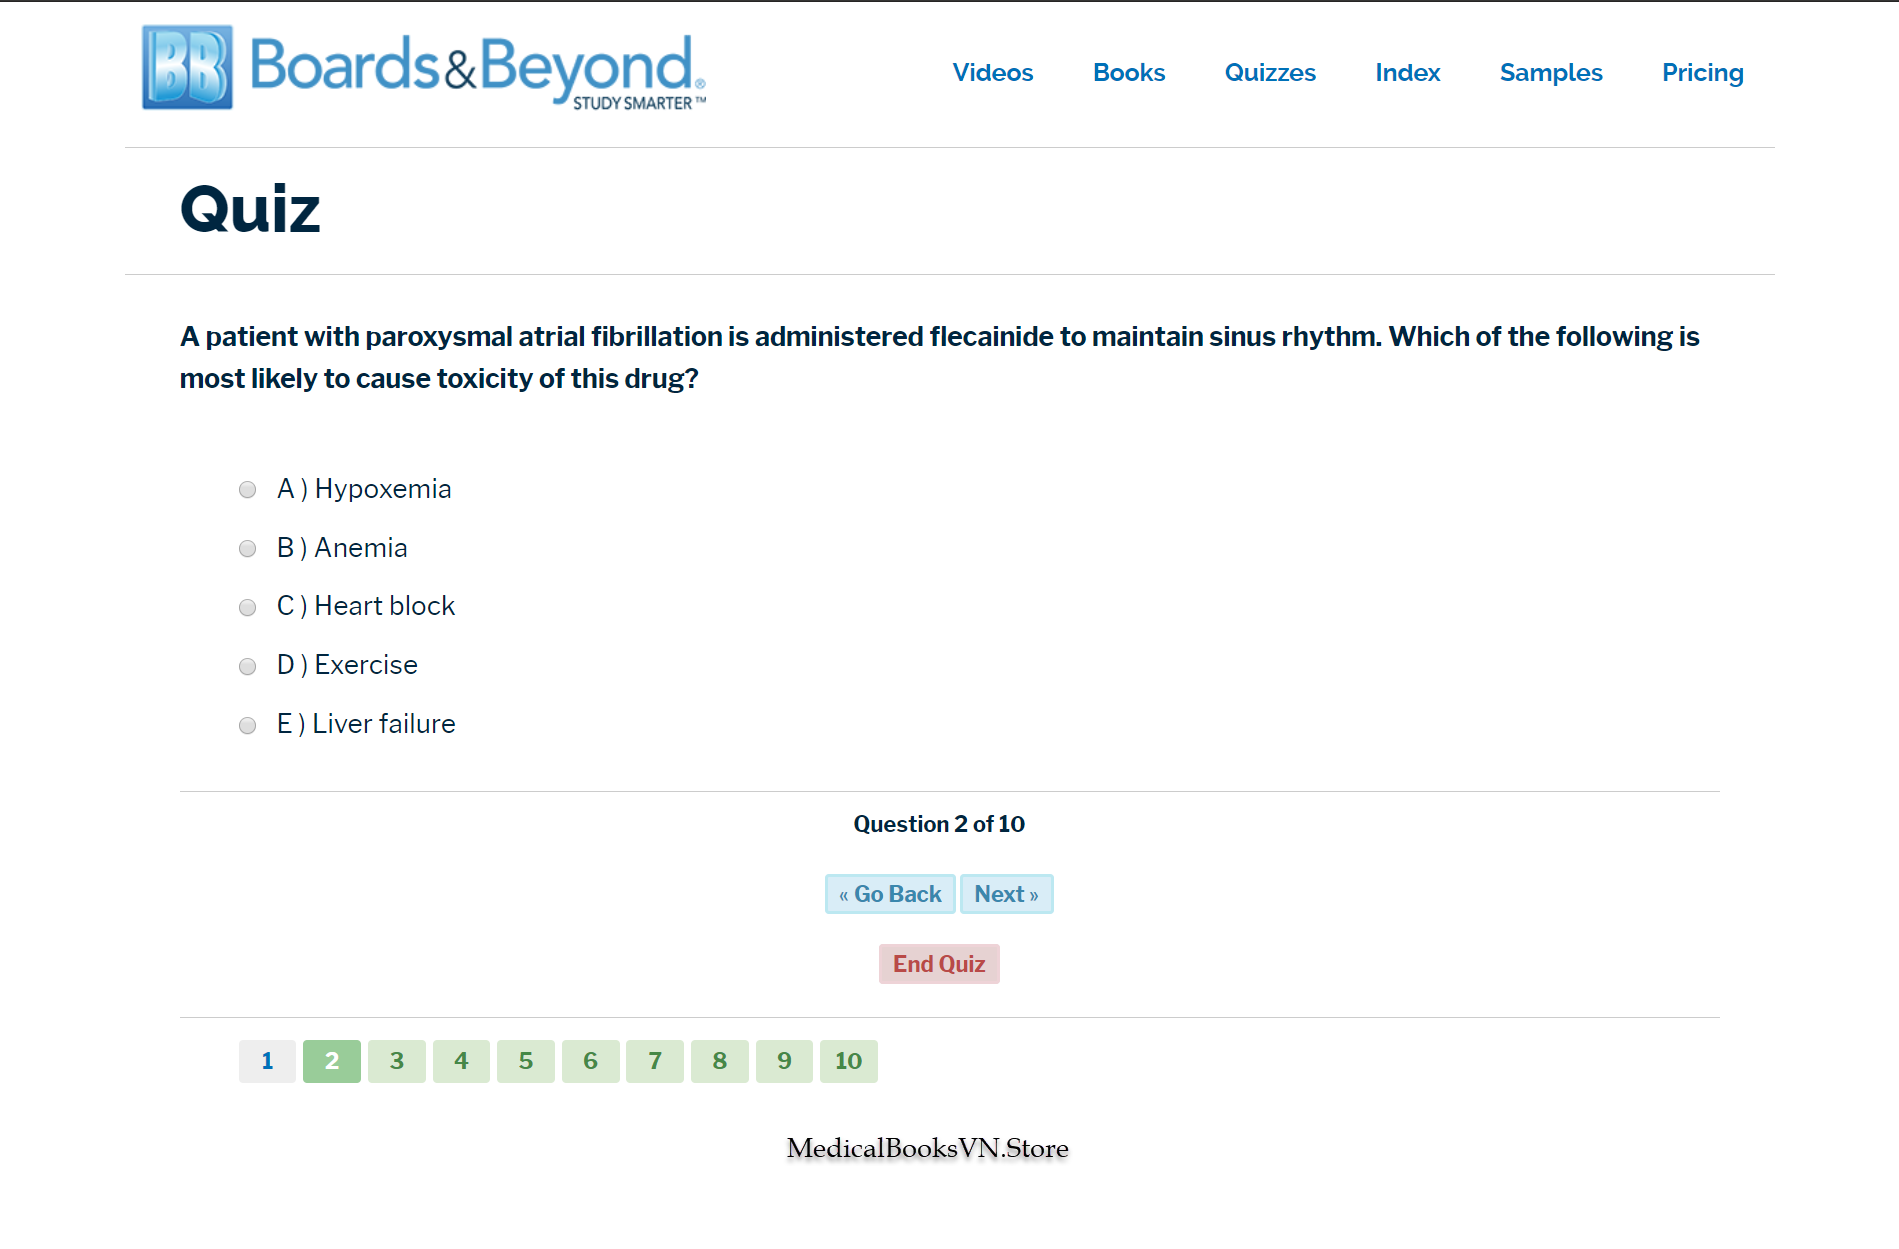 BB Boards&Beyond®
STUDY SMARTER™
Videos Books Quizzes Index Samples Pricing
Quiz
A patient with paroxysmal atrial fibrillation is administered flecainide to maintain sinus rhythm. Which of the following is
most likely to cause toxicity of this drug?
A ) Hypoxemia
B ) Anemia
C ) Heart block
D ) Exercise
E ) Liver failure
Question 2 of 10
« Go Back Next »
End Quiz
1 2 3 4 5 6 7 8 9 10
MedicalBooksVN.Store